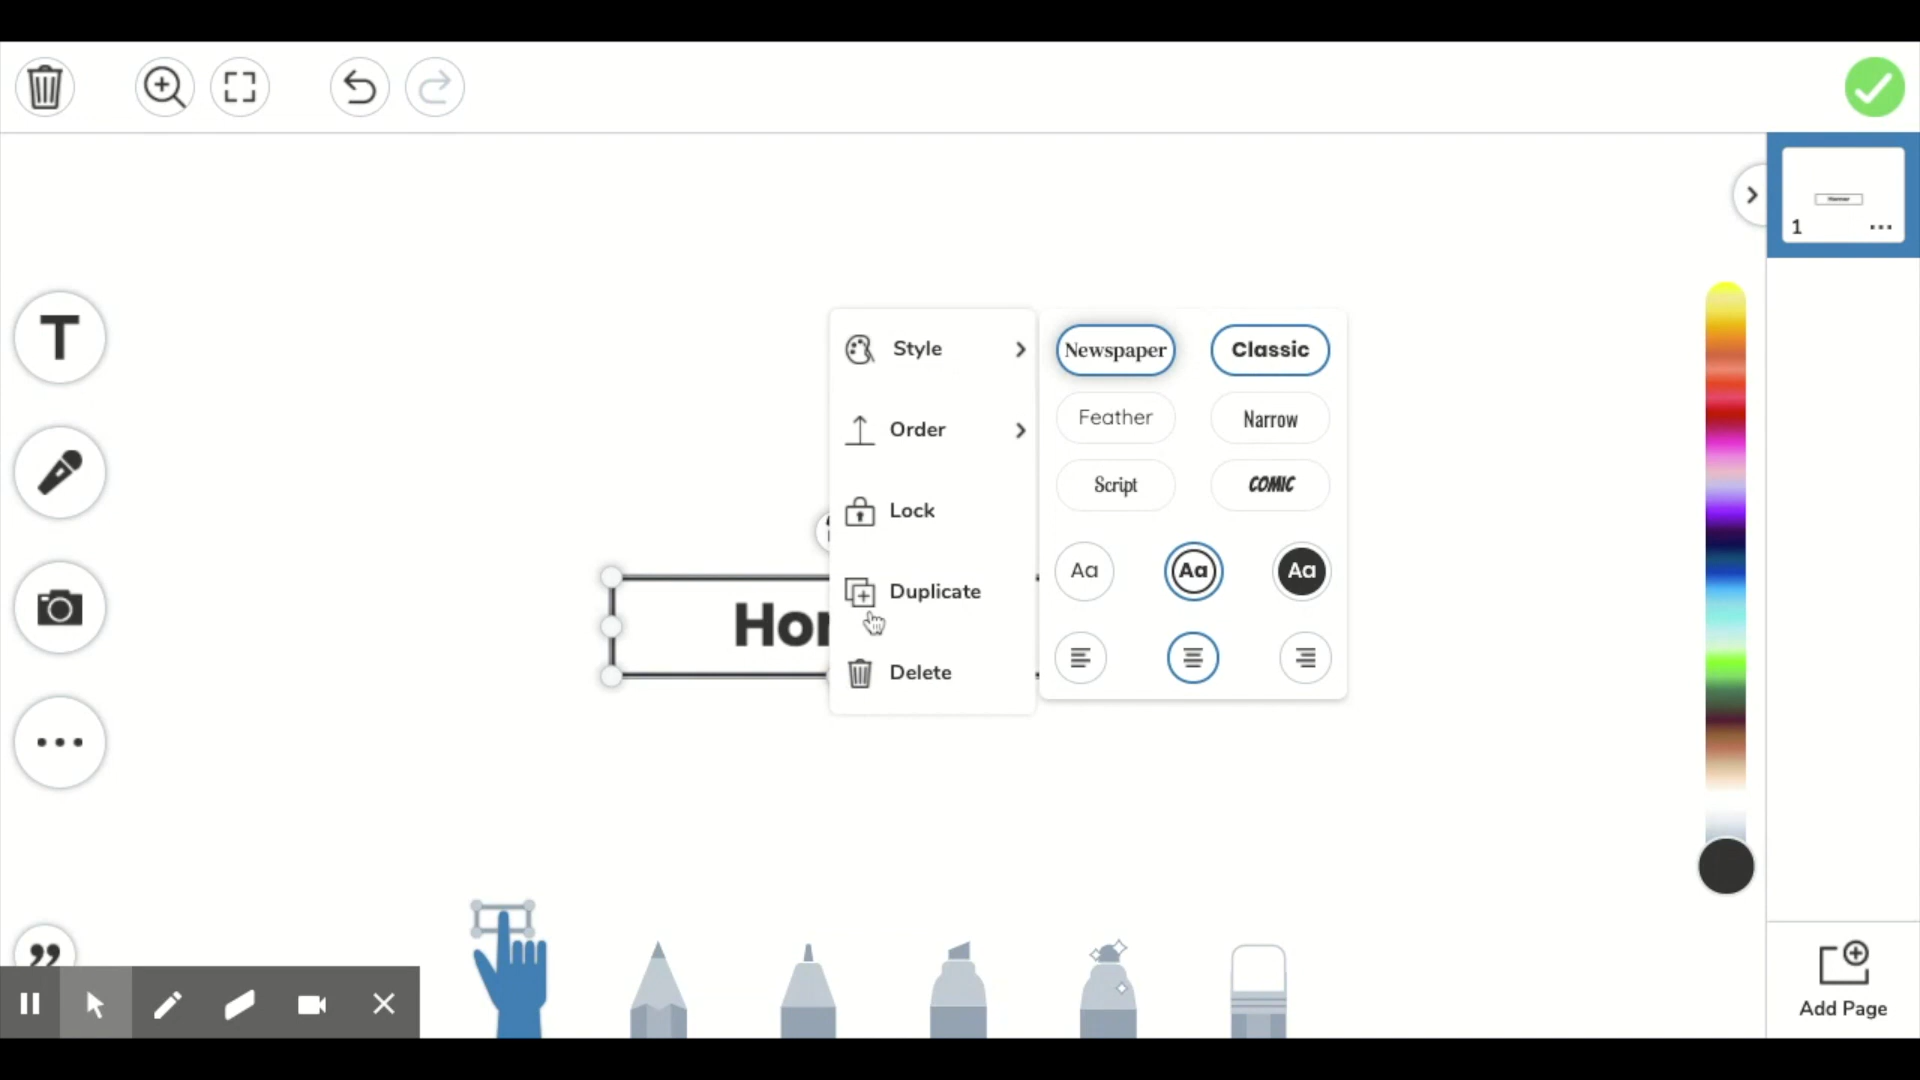 1
T
Style
Newspaper
Classic
Feather
Narrow
Order
Script
COMIC
Lock
Aa
Aa
Aa
Duplicate
Hor
Delete
Add Page